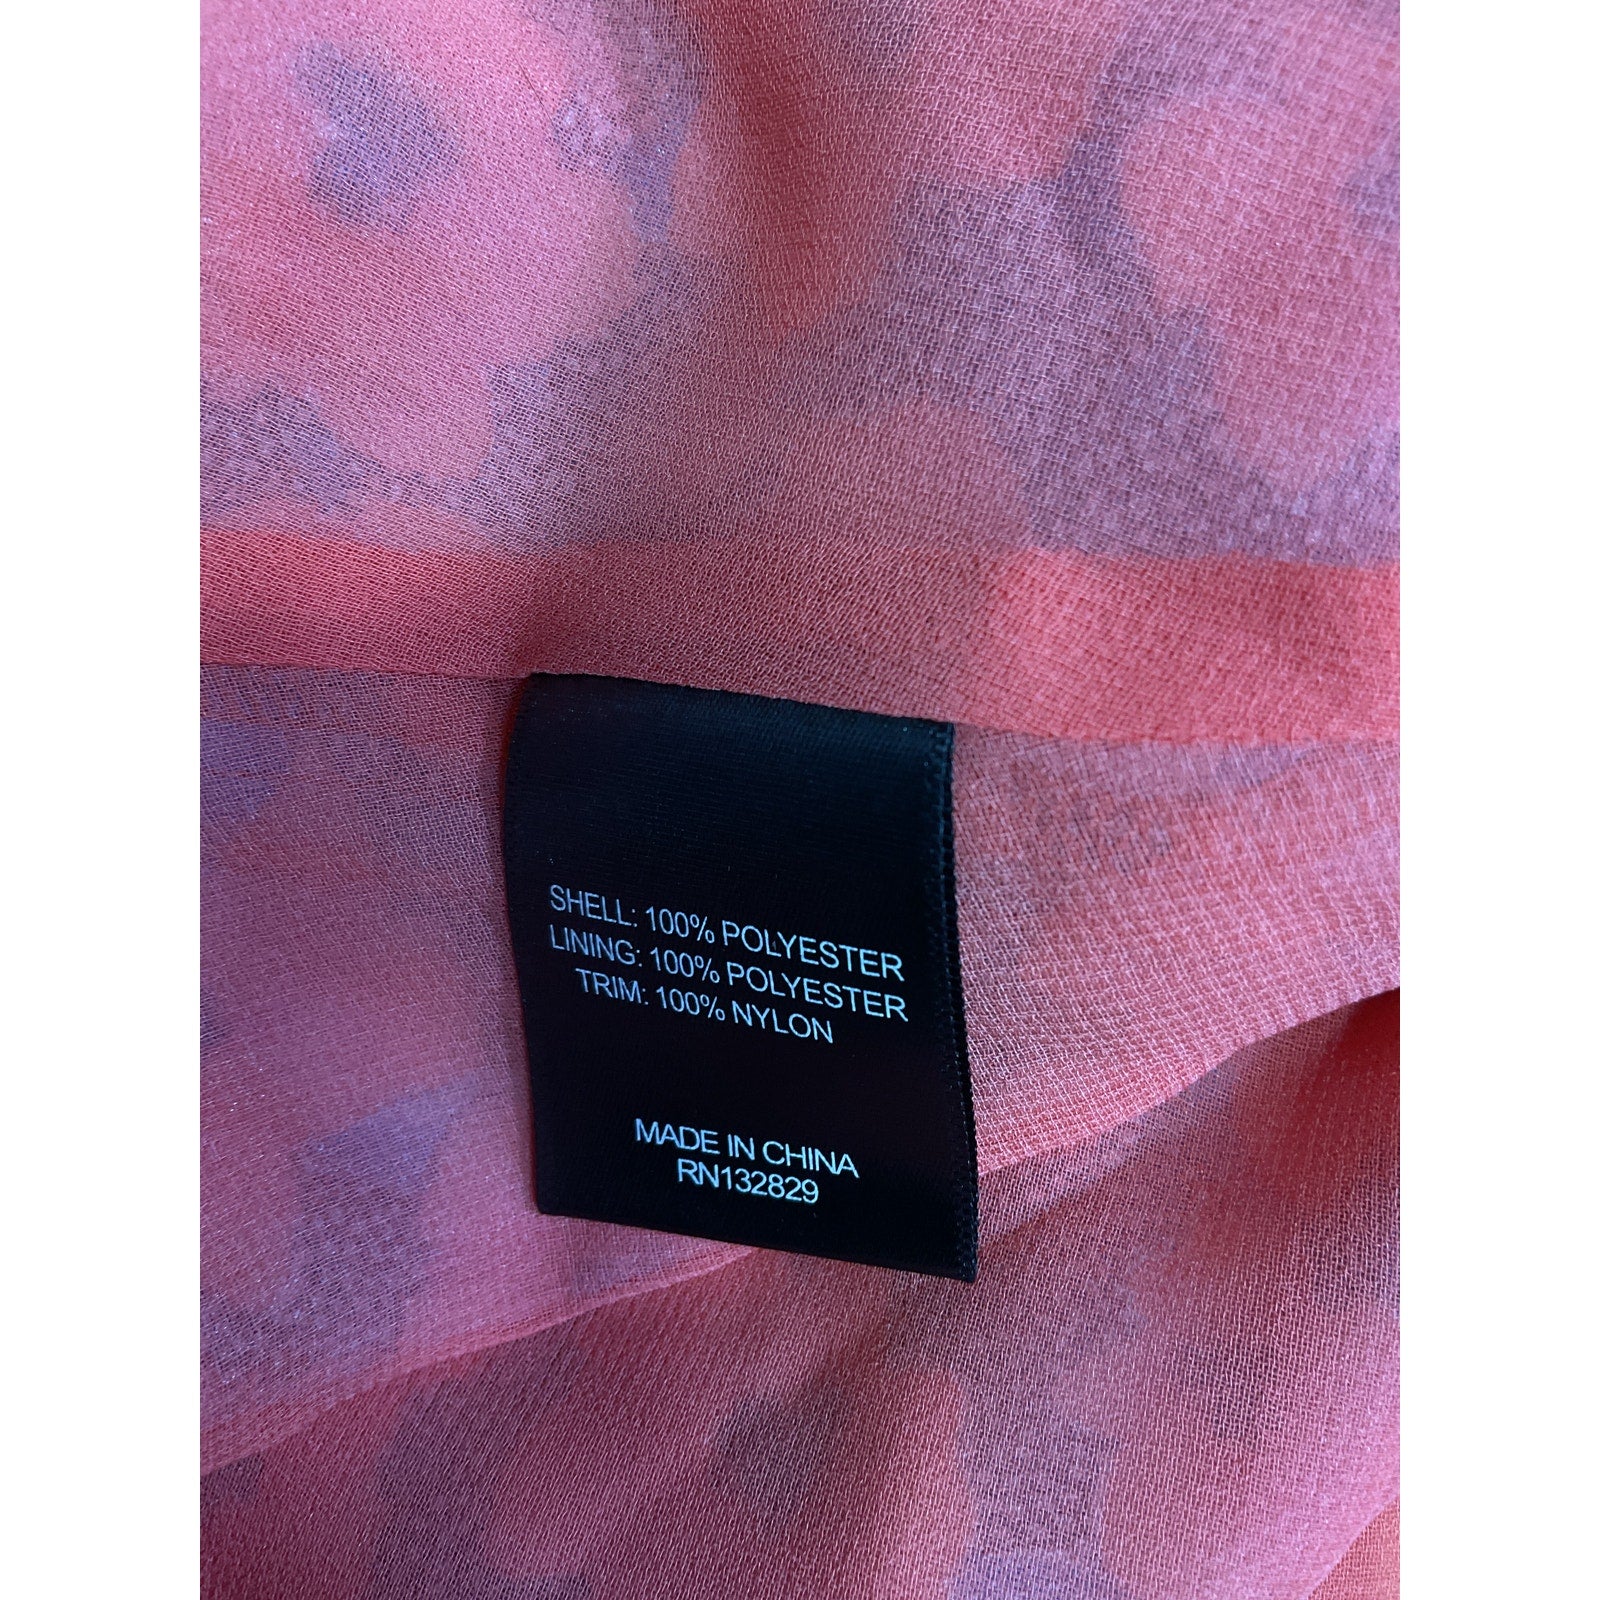 SHELL: 100% POLYESTER
LINING: 100% POLYESTER
TRIM: 100% NYLON
MADE IN CHINA
RN132829